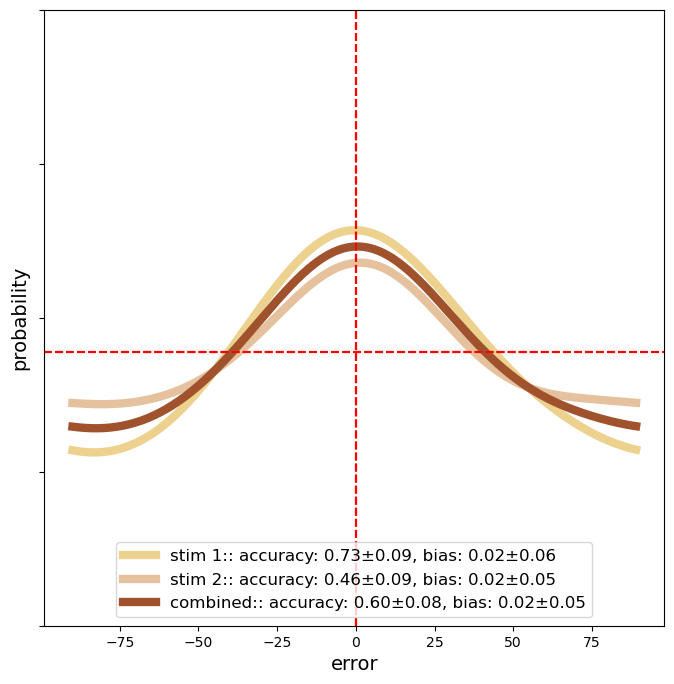 probability
stim 1:: accuracy: 0.73±0.09, bias: 0.02±0.06
stim 2:: accuracy: 0.46±0.09, bias: 0.02±0.05
combined:: accuracy: 0.60±0.08, bias: 0.02±0.05
−75 −50 −25 0 25 50 75
error